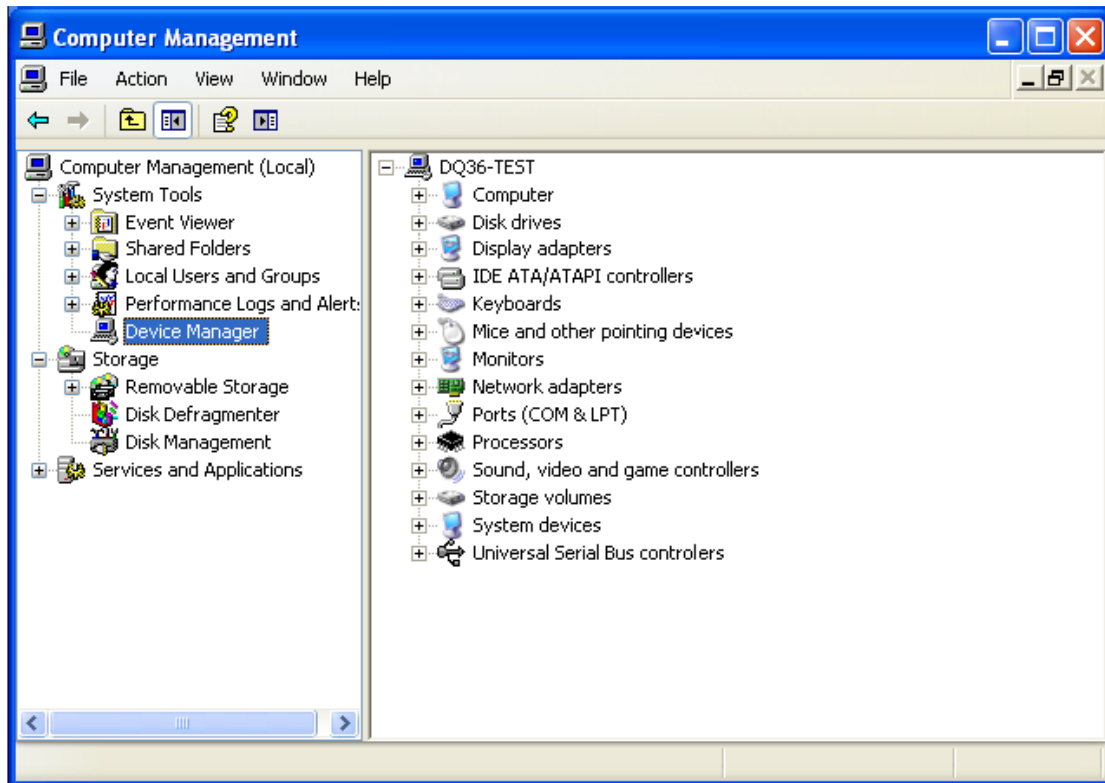 Computer Management
File Action View Window Help
Computer Management (Local)
System Tools
Event Viewer
Shared Folders
Local Users and Groups
Performance Logs and Alert:
Device Manager
Storage
Removable Storage
Disk Defragmenter
Disk Management
Services and Applications
DQ36-TEST
Computer
Disk drives
Display adapters
IDE ATA/ATAPI controllers
Keyboards
Mice and other pointing devices
Monitors
Network adapters
Ports (COM & LPT)
Processors
Sound, video and game controllers
Storage volumes
System devices
Universal Serial Bus controlers